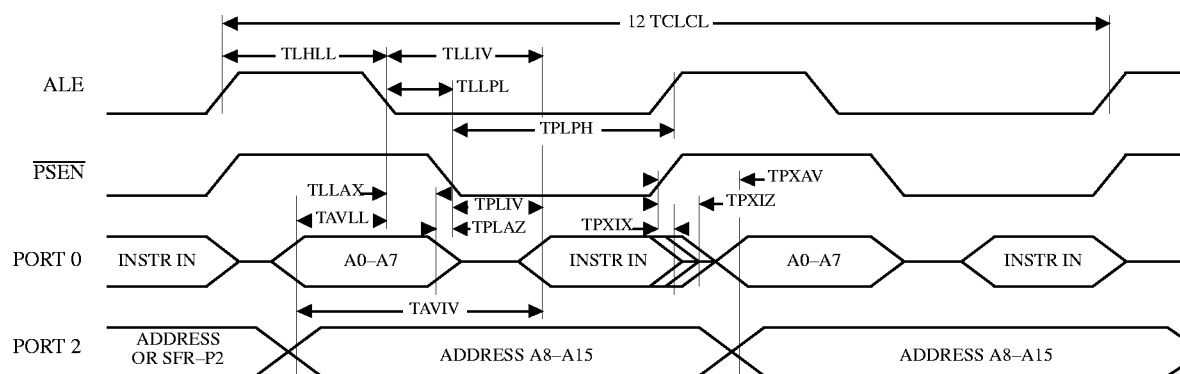 12 TCLCL
TLHLL
TLLIV
ALE
TLLPL
TPLPH
PSEN
TLLAX
TPXAV
TPLIV
TPXIZ
TAVLL
TPLAZ
TPXIX
PORT 0
INSTR IN
A0–A7
INSTR IN
A0–A7
INSTR IN
TAVIV
PORT 2
ADDRESS
OR SFR–P2
ADDRESS A8–A15
ADDRESS A8–A15